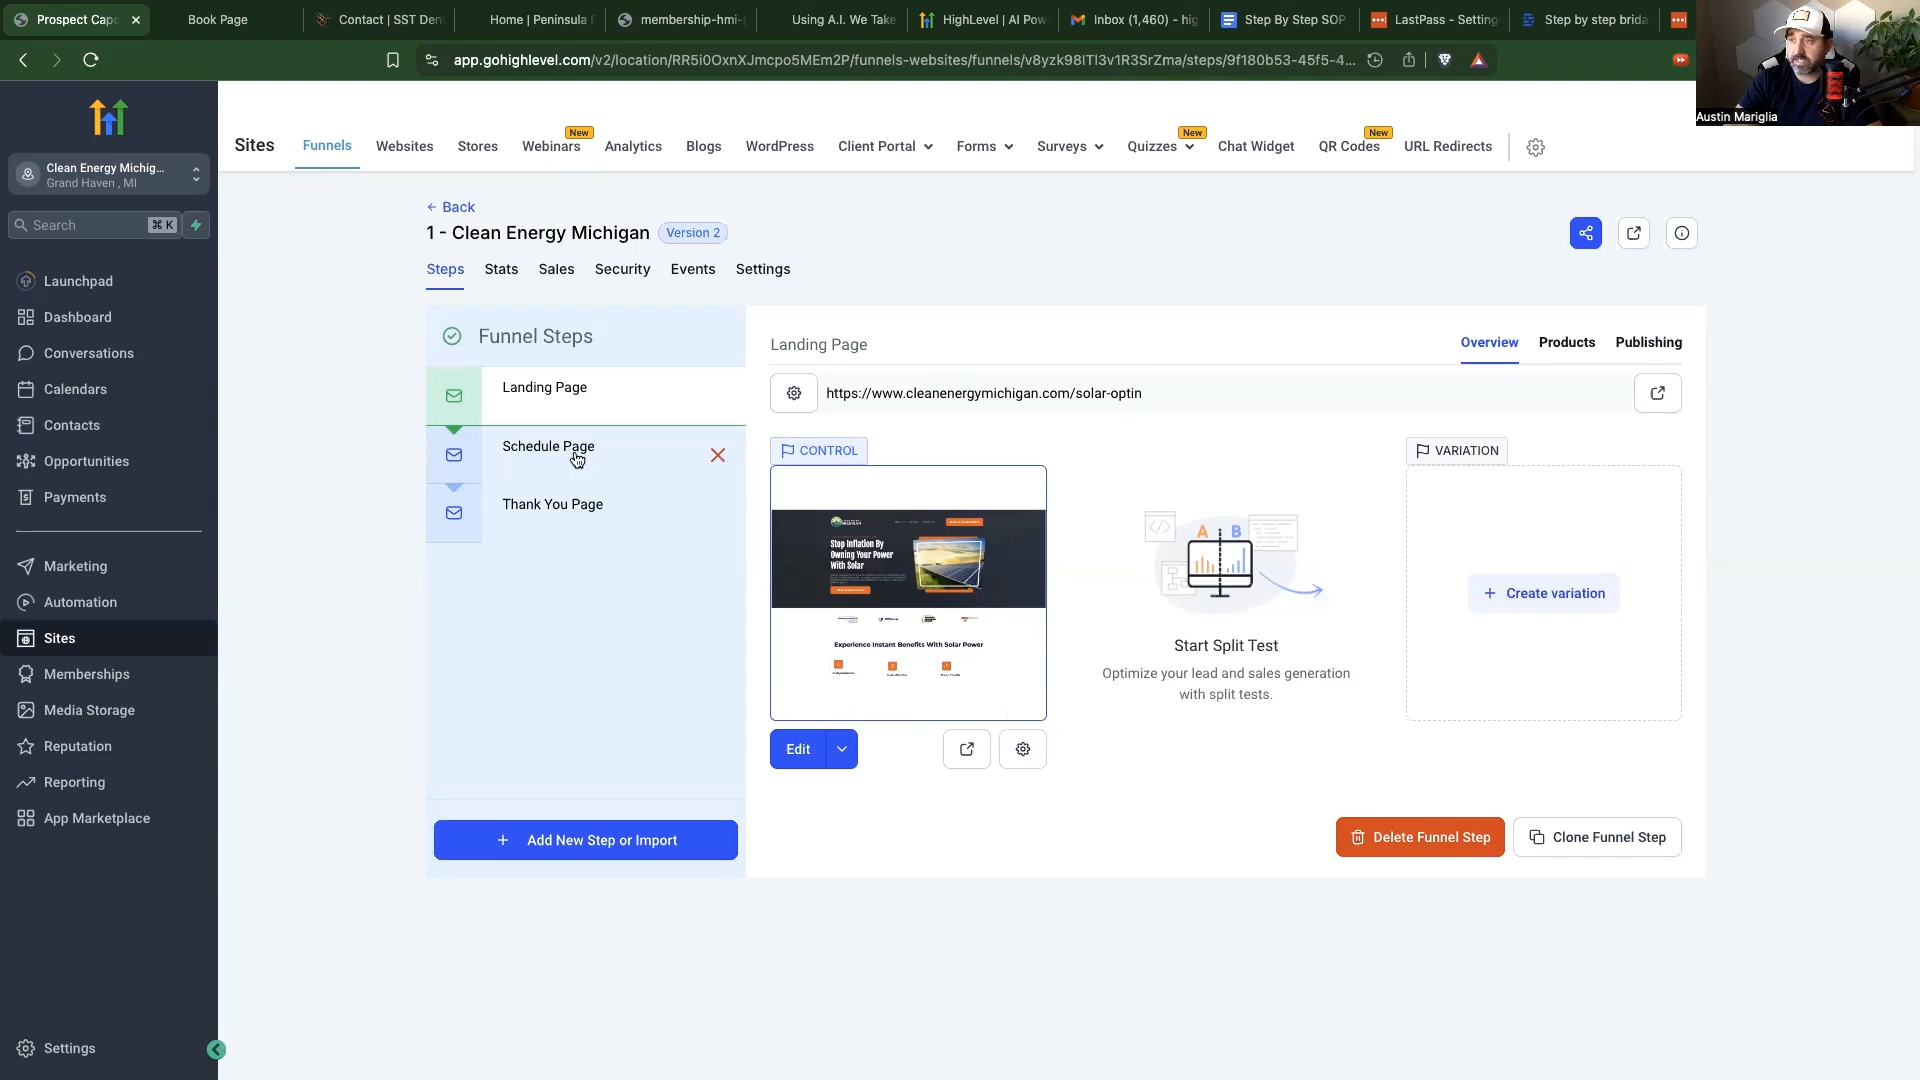 Prospect Capc
Book Page
Contact | SST Dem
Home | Peninsula F
membership-hmi-
Using A.I. We Take
HighLevel | AI Pow
Inbox (1,460) - hig
Step By Step SOP
LastPass - Setting
Step by step brida
app.gohighlevel.com/v2/location/RR5i0OxnXJmcpo5MEm2P/funnels-websites/funnels/v8yzk98ITl3v1R3SrZma/steps/9f180b53-45f5-4...
Austin Mariglia
Clean Energy Michig...
Grand Haven , MI
Search
⌘ K
Launchpad
Dashboard
Conversations
Calendars
Contacts
Opportunities
Payments
Marketing
Automation
Sites
Memberships
Media Storage
Reputation
Reporting
App Marketplace
Settings
Sites
Funnels
Websites
Stores
Webinars
New
Analytics
Blogs
WordPress
Client Portal
Forms
Surveys
Quizzes
New
Chat Widget
QR Codes
New
URL Redirects
← Back
1 - Clean Energy Michigan
Version 2
Steps
Stats
Sales
Security
Events
Settings
Funnel Steps
Landing Page
Schedule Page
Thank You Page
+ Add New Step or Import
Landing Page
Overview
Products
Publishing
https://www.cleanenergymichigan.com/solar-optin
CONTROL
MICHIGAN
Stop Inflation By
Owning Your Power
With Solar
Experience Instant Benefits With Solar Power
Edit
A B
Start Split Test
Optimize your lead and sales generation
with split tests.
VARIATION
+ Create variation
Delete Funnel Step
Clone Funnel Step